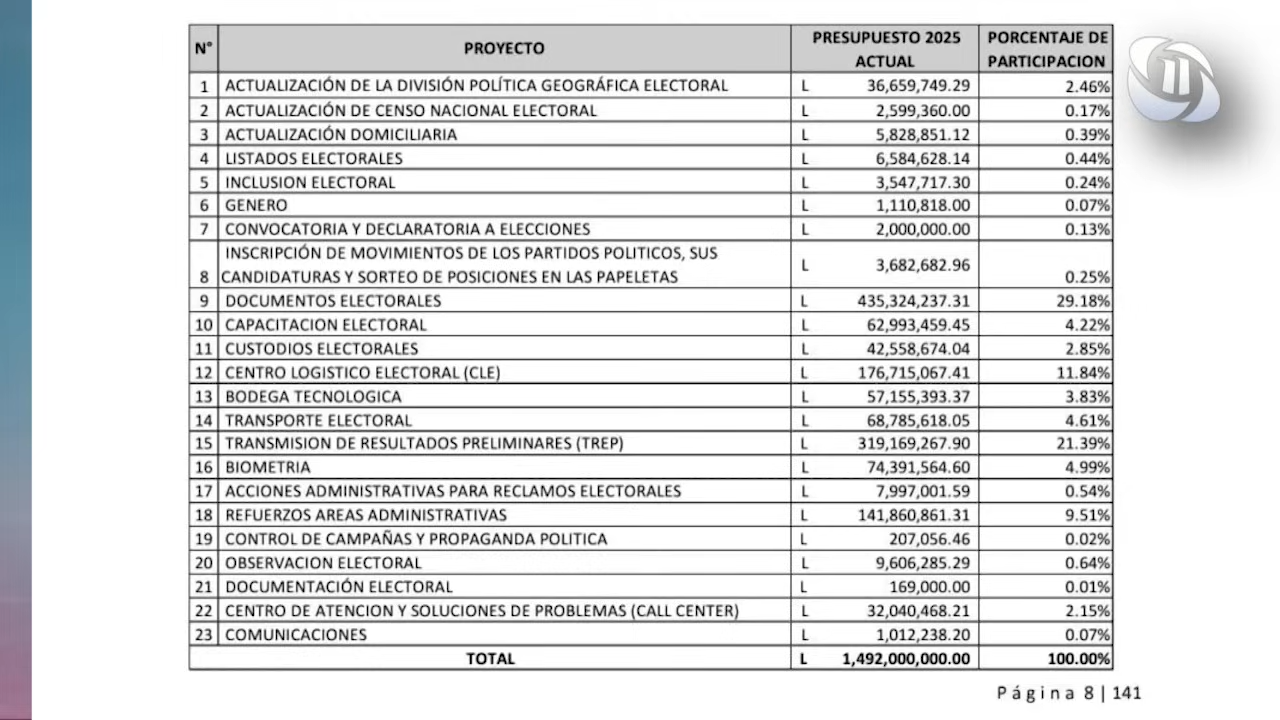 N° PROYECTO PRESUPUESTO 2025 ACTUAL PORCENTAJE DE PARTICIPACION
1 ACTUALIZACIÓN DE LA DIVISIÓN POLÍTICA GEOGRÁFICA ELECTORAL L 36,659,749.29 2.46%
2 ACTUALIZACIÓN DE CENSO NACIONAL ELECTORAL L 2,599,360.00 0.17%
3 ACTUALIZACIÓN DOMICILIARIA L 5,828,851.12 0.39%
4 LISTADOS ELECTORALES L 6,584,628.14 0.44%
5 INCLUSION ELECTORAL L 3,547,717.30 0.24%
6 GENERO L 1,110,818.00 0.07%
7 CONVOCATORIA Y DECLARATORIA A ELECCIONES L 2,000,000.00 0.13%
INSCRIPCIÓN DE MOVIMIENTOS DE LOS PARTIDOS POLITICOS, SUS
8 CANDIDATURAS Y SORTEO DE POSICIONES EN LAS PAPELETAS L 3,682,682.96 0.25%
9 DOCUMENTOS ELECTORALES L 435,324,237.31 29.18%
10 CAPACITACION ELECTORAL L 62,993,459.45 4.22%
11 CUSTODIOS ELECTORALES L 42,558,674.04 2.85%
12 CENTRO LOGISTICO ELECTORAL (CLE) L 176,715,067.41 11.84%
13 BODEGA TECNOLOGICA L 57,155,393.37 3.83%
14 TRANSPORTE ELECTORAL L 68,785,618.05 4.61%
15 TRANSMISION DE RESULTADOS PRELIMINARES (TREP) L 319,169,267.90 21.39%
16 BIOMETRIA L 74,391,564.60 4.99%
17 ACCIONES ADMINISTRATIVAS PARA RECLAMOS ELECTORALES L 7,997,001.59 0.54%
18 REFUERZOS AREAS ADMINISTRATIVAS L 141,860,861.31 9.51%
19 CONTROL DE CAMPAÑAS Y PROPAGANDA POLITICA L 207,056.46 0.02%
20 OBSERVACION ELECTORAL L 9,606,285.29 0.64%
21 DOCUMENTACIÓN ELECTORAL L 169,000.00 0.01%
22 CENTRO DE ATENCION Y SOLUCIONES DE PROBLEMAS (CALL CENTER) L 32,040,468.21 2.15%
23 COMUNICACIONES L 1,012,238.20 0.07%
TOTAL L 1,492,000,000.00 100.00%
Página 8 | 141